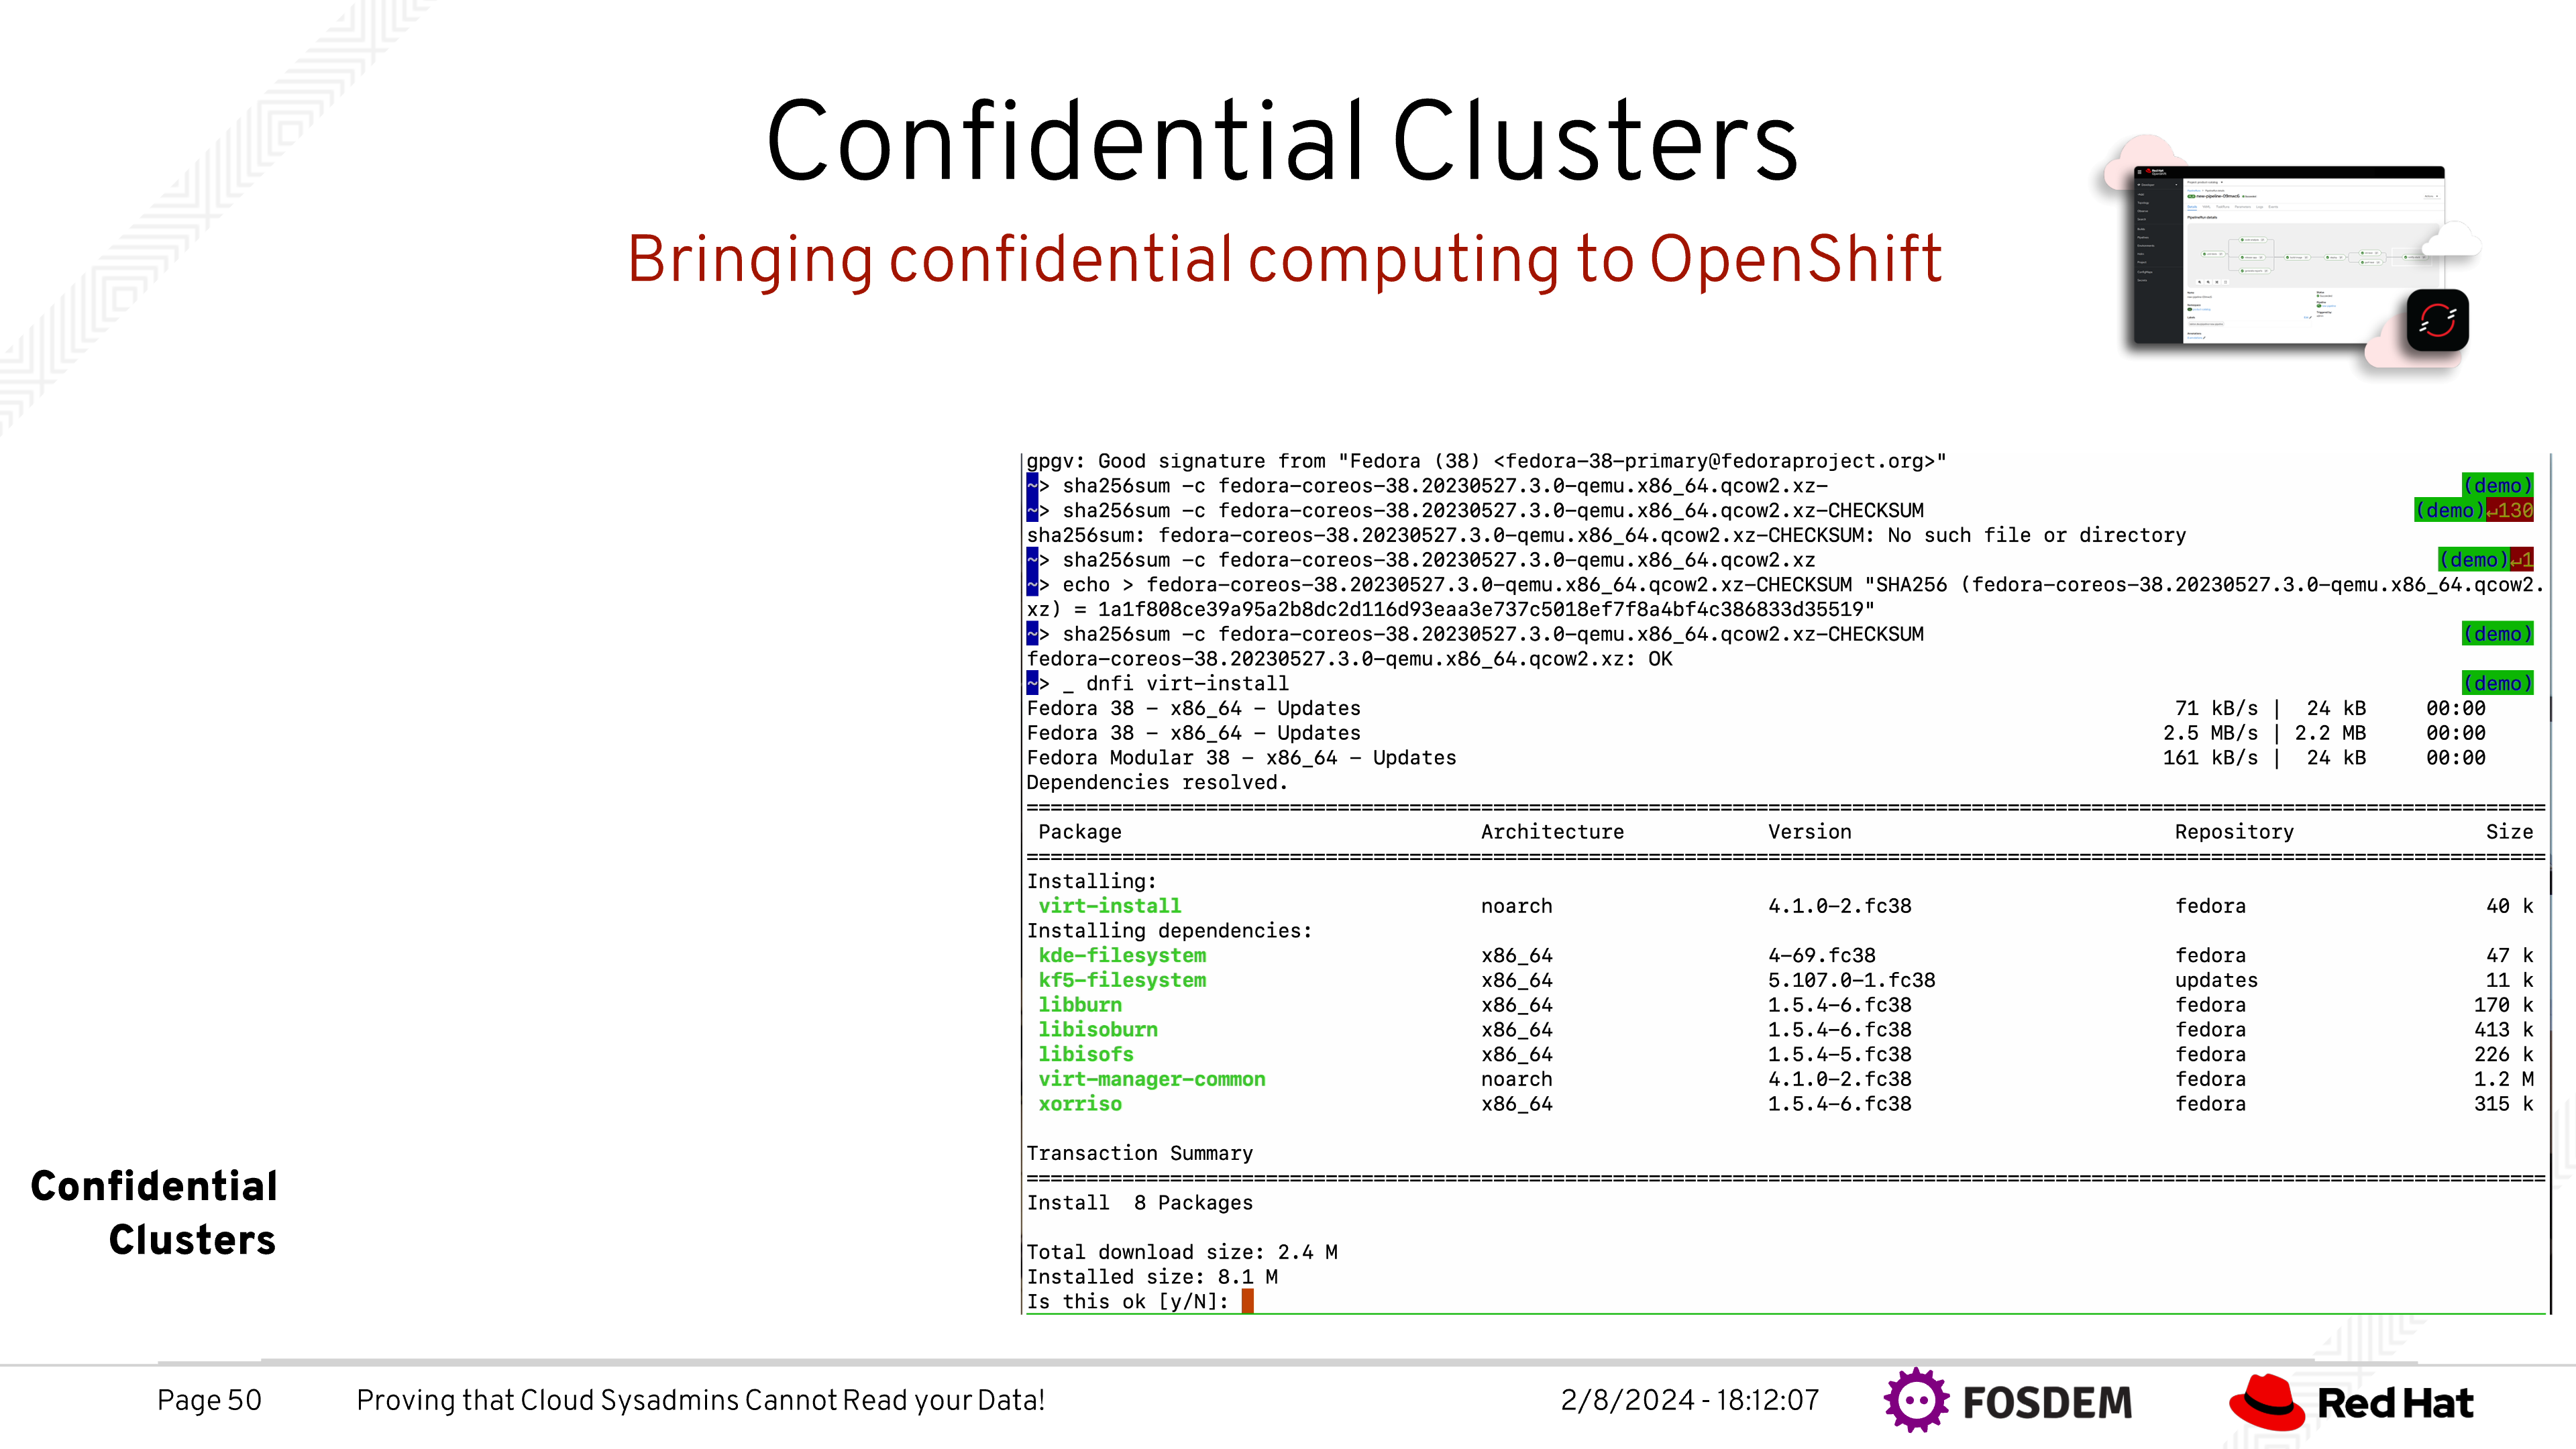 Confidential Clusters
Bringing confidential computing to OpenShift
gpgv: Good signature from "Fedora (38) <fedora-38-primary@fedoraproject.org>"
~> sha256sum -c fedora-coreos-38.20230527.3.0-qemu.x86_64.qcow2.xz- (demo)
~> sha256sum -c fedora-coreos-38.20230527.3.0-qemu.x86_64.qcow2.xz-CHECKSUM (demo)↵130
sha256sum: fedora-coreos-38.20230527.3.0-qemu.x86_64.qcow2.xz-CHECKSUM: No such file or directory
~> sha256sum -c fedora-coreos-38.20230527.3.0-qemu.x86_64.qcow2.xz (demo)↵1
~> echo > fedora-coreos-38.20230527.3.0-qemu.x86_64.qcow2.xz-CHECKSUM "SHA256 (fedora-coreos-38.20230527.3.0-qemu.x86_64.qcow2.
xz) = 1a1f808ce39a95a2b8dc2d116d93eaa3e737c5018ef7f8a4bf4c386833d35519"
~> sha256sum -c fedora-coreos-38.20230527.3.0-qemu.x86_64.qcow2.xz-CHECKSUM (demo)
fedora-coreos-38.20230527.3.0-qemu.x86_64.qcow2.xz: OK
~> _ dnfi virt-install (demo)
Fedora 38 - x86_64 - Updates 71 kB/s | 24 kB 00:00
Fedora 38 - x86_64 - Updates 2.5 MB/s | 2.2 MB 00:00
Fedora Modular 38 - x86_64 - Updates 161 kB/s | 24 kB 00:00
Dependencies resolved.
Package Architecture Version Repository Size
Installing:
virt-install noarch 4.1.0-2.fc38 fedora 40 k
Installing dependencies:
kde-filesystem x86_64 4-69.fc38 fedora 47 k
kf5-filesystem x86_64 5.107.0-1.fc38 updates 11 k
libburn x86_64 1.5.4-6.fc38 fedora 170 k
libisoburn x86_64 1.5.4-6.fc38 fedora 413 k
libisofs x86_64 1.5.4-5.fc38 fedora 226 k
virt-manager-common noarch 4.1.0-2.fc38 fedora 1.2 M
xorriso x86_64 1.5.4-6.fc38 fedora 315 k
Transaction Summary
Install 8 Packages
Total download size: 2.4 M
Installed size: 8.1 M
Is this ok [y/N]:
Confidential
Clusters
Page 50 Proving that Cloud Sysadmins Cannot Read your Data! 2/8/2024 - 18:12:07 FOSDEM Red Hat